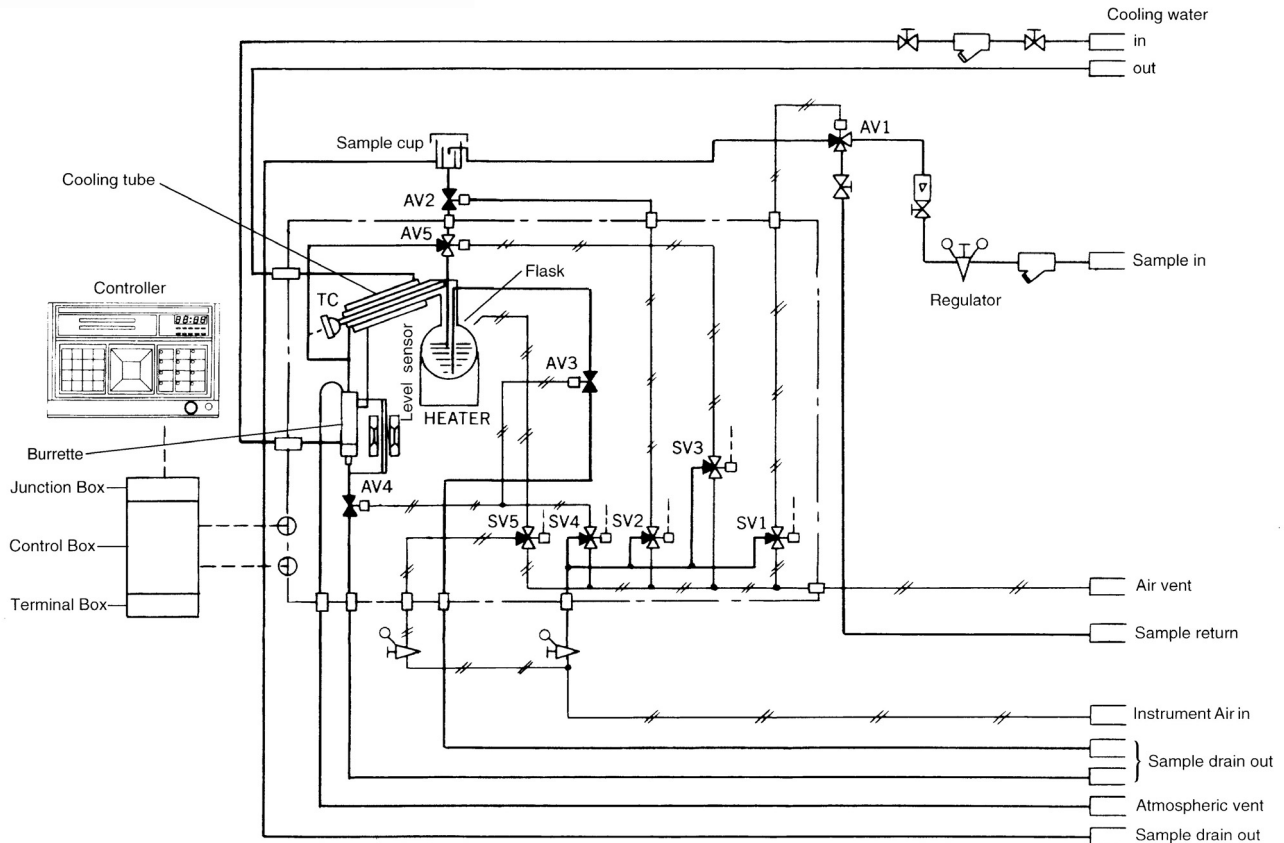 Cooling water
in
out
AV1
Sample cup
Cooling tube
AV2
AV5
Flask
Sample in
Regulator
Controller
TC
Level sensor
AV3
HEATER
Burrette
SV3
Junction Box
AV4
SV5
SV4
SV2
SV1
Control Box
Terminal Box
Air vent
Sample return
Instrument Air in
Sample drain out
Atmospheric vent
Sample drain out